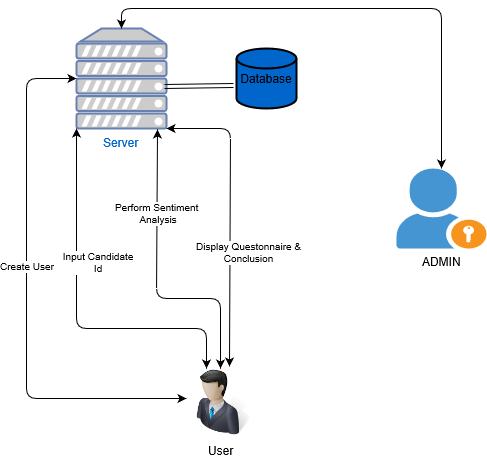 Database
Server
Perform Sentiment
Analysis
Input Candidate
Id
Create User
Display Questonnaire &
Conclusion
ADMIN
User